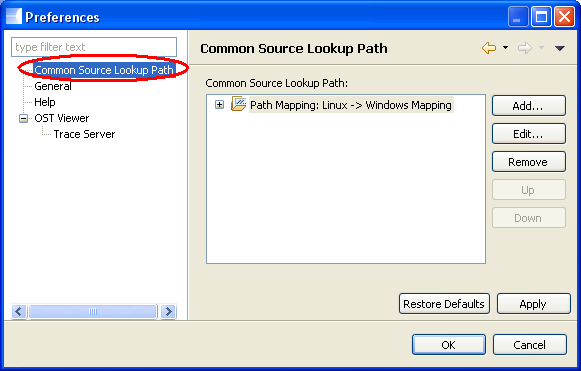 Preferences
type filter text
Common Source Lookup Path
General
Help
OST Viewer
Trace Server
Common Source Lookup Path
Common Source Lookup Path:
Path Mapping: Linux -> Windows Mapping
Add...
Edit...
Remove
Up
Down
Restore Defaults
Apply
OK
Cancel